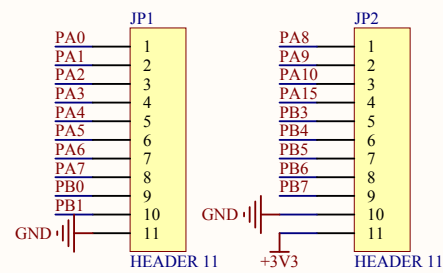 JP1
PA0 1
PA1 2
PA2 3
PA3 4
PA4 5
PA5 6
PA6 7
PA7 8
PB0 9
PB1 10
GND 11
HEADER 11
JP2
PA8 1
PA9 2
PA10 3
PA15 4
PB3 5
PB4 6
PB5 7
PB6 8
PB7 9
GND 10
11
+3V3
HEADER 11